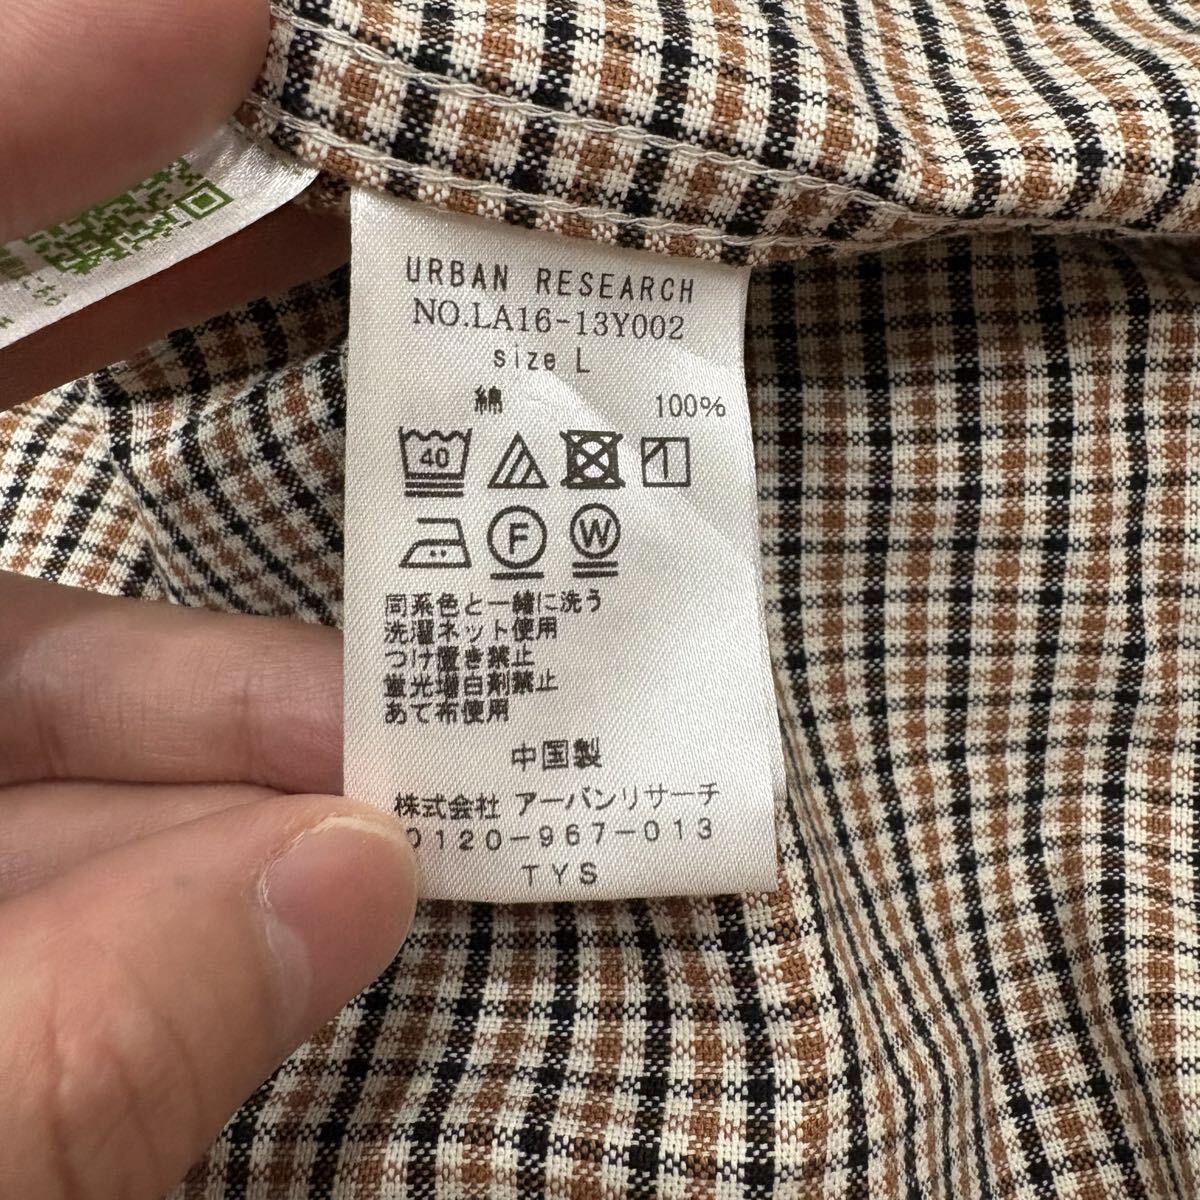 URBAN RESEARCH
NO.LA16-13Y002
size L
綿 100%
40
F W
同系色と一緒に洗う
洗濯ネット使用
つけ置き禁止
蛍光増白剤禁止
あて布使用
中国製
株式会社 アーバンリサーチ
0120-967-013
TYS